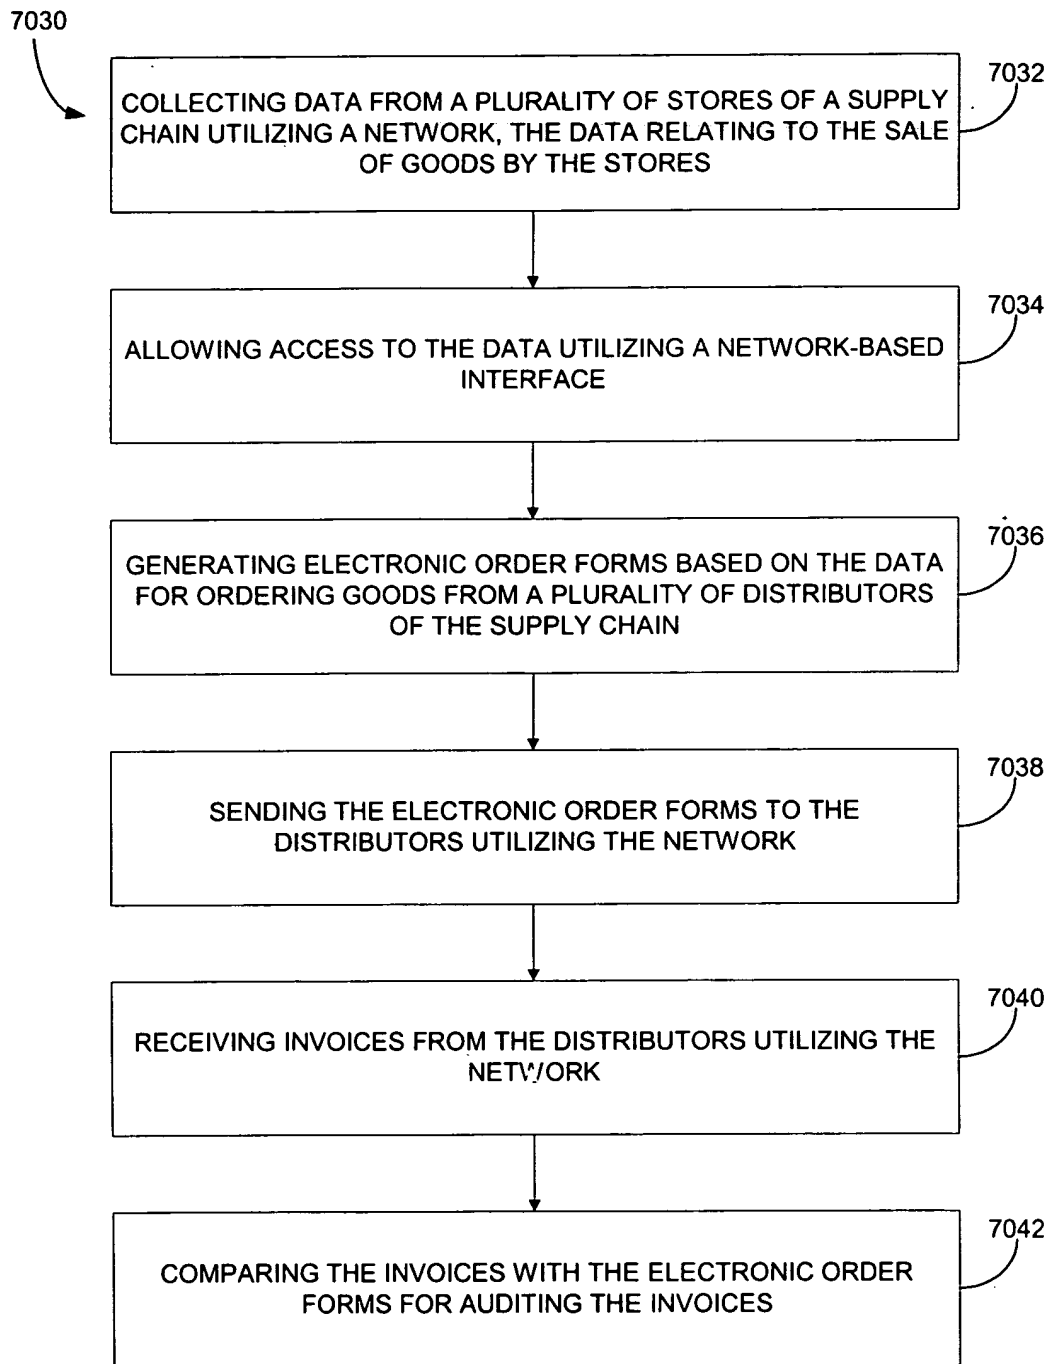 7030
7032
COLLECTING DATA FROM A PLURALITY OF STORES OF A SUPPLY
CHAIN UTILIZING A NETWORK, THE DATA RELATING TO THE SALE
OF GOODS BY THE STORES
7034
ALLOWING ACCESS TO THE DATA UTILIZING A NETWORK-BASED
INTERFACE
7036
GENERATING ELECTRONIC ORDER FORMS BASED ON THE DATA
FOR ORDERING GOODS FROM A PLURALITY OF DISTRIBUTORS
OF THE SUPPLY CHAIN
7038
SENDING THE ELECTRONIC ORDER FORMS TO THE
DISTRIBUTORS UTILIZING THE NETWORK
7040
RECEIVING INVOICES FROM THE DISTRIBUTORS UTILIZING THE
NETWORK
7042
COMPARING THE INVOICES WITH THE ELECTRONIC ORDER
FORMS FOR AUDITING THE INVOICES